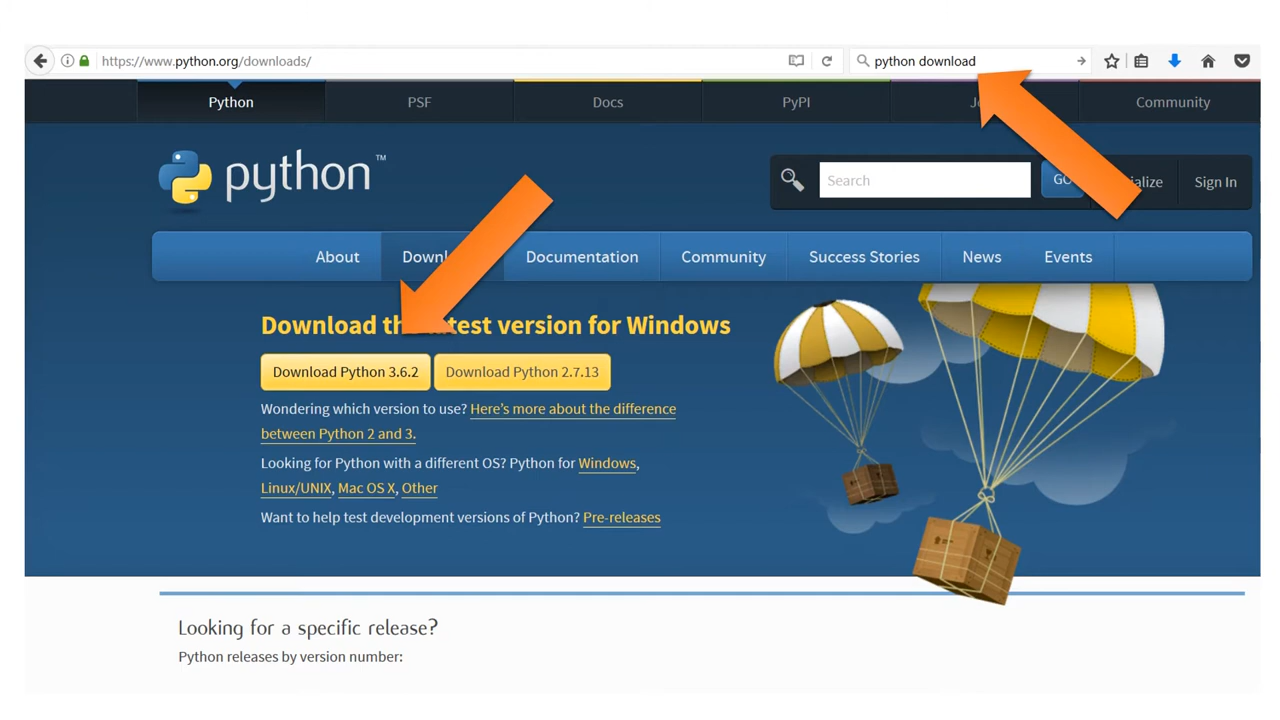 https://www.python.org/downloads/
python download
Python PSF Docs PyPI Community
python™
Search GO Sign In
About Documentation Community Success Stories News Events
Download version for Windows
Download Python 3.6.2 Download Python 2.7.13
Wondering which version to use? Here's more about the difference
between Python 2 and 3.
Looking for Python with a different OS? Python for Windows,
Linux/UNIX, Mac OS X, Other
Want to help test development versions of Python? Pre-releases
Looking for a specific release?
Python releases by version number: